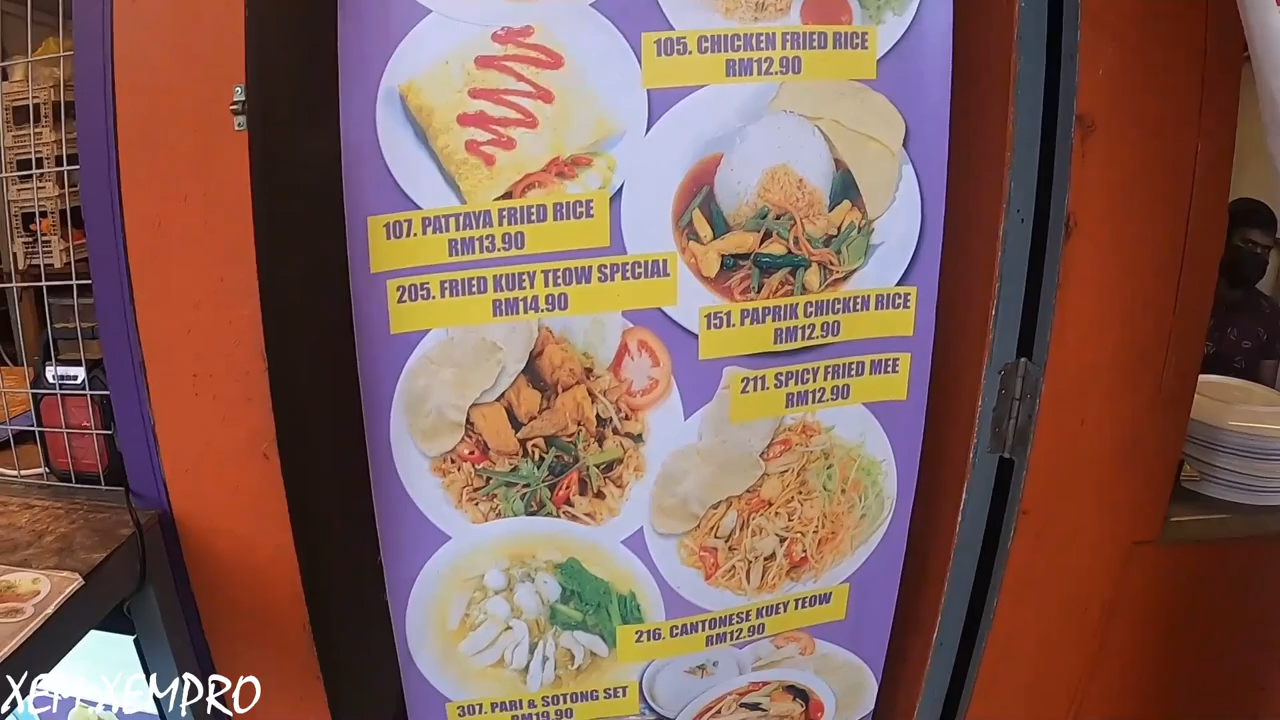 105. CHICKEN FRIED RICE
RM12.90
107. PATTAYA FRIED RICE
RM13.90
205. FRIED KUEY TEOW SPECIAL
RM14.90
151. PAPRIK CHICKEN RICE
RM12.90
211. SPICY FRIED MEE
RM12.90
216. CANTONESE KUEY TEOW
RM12.90
307. PARI & SOTONG SET
RM19.90
XEM XEMPRO